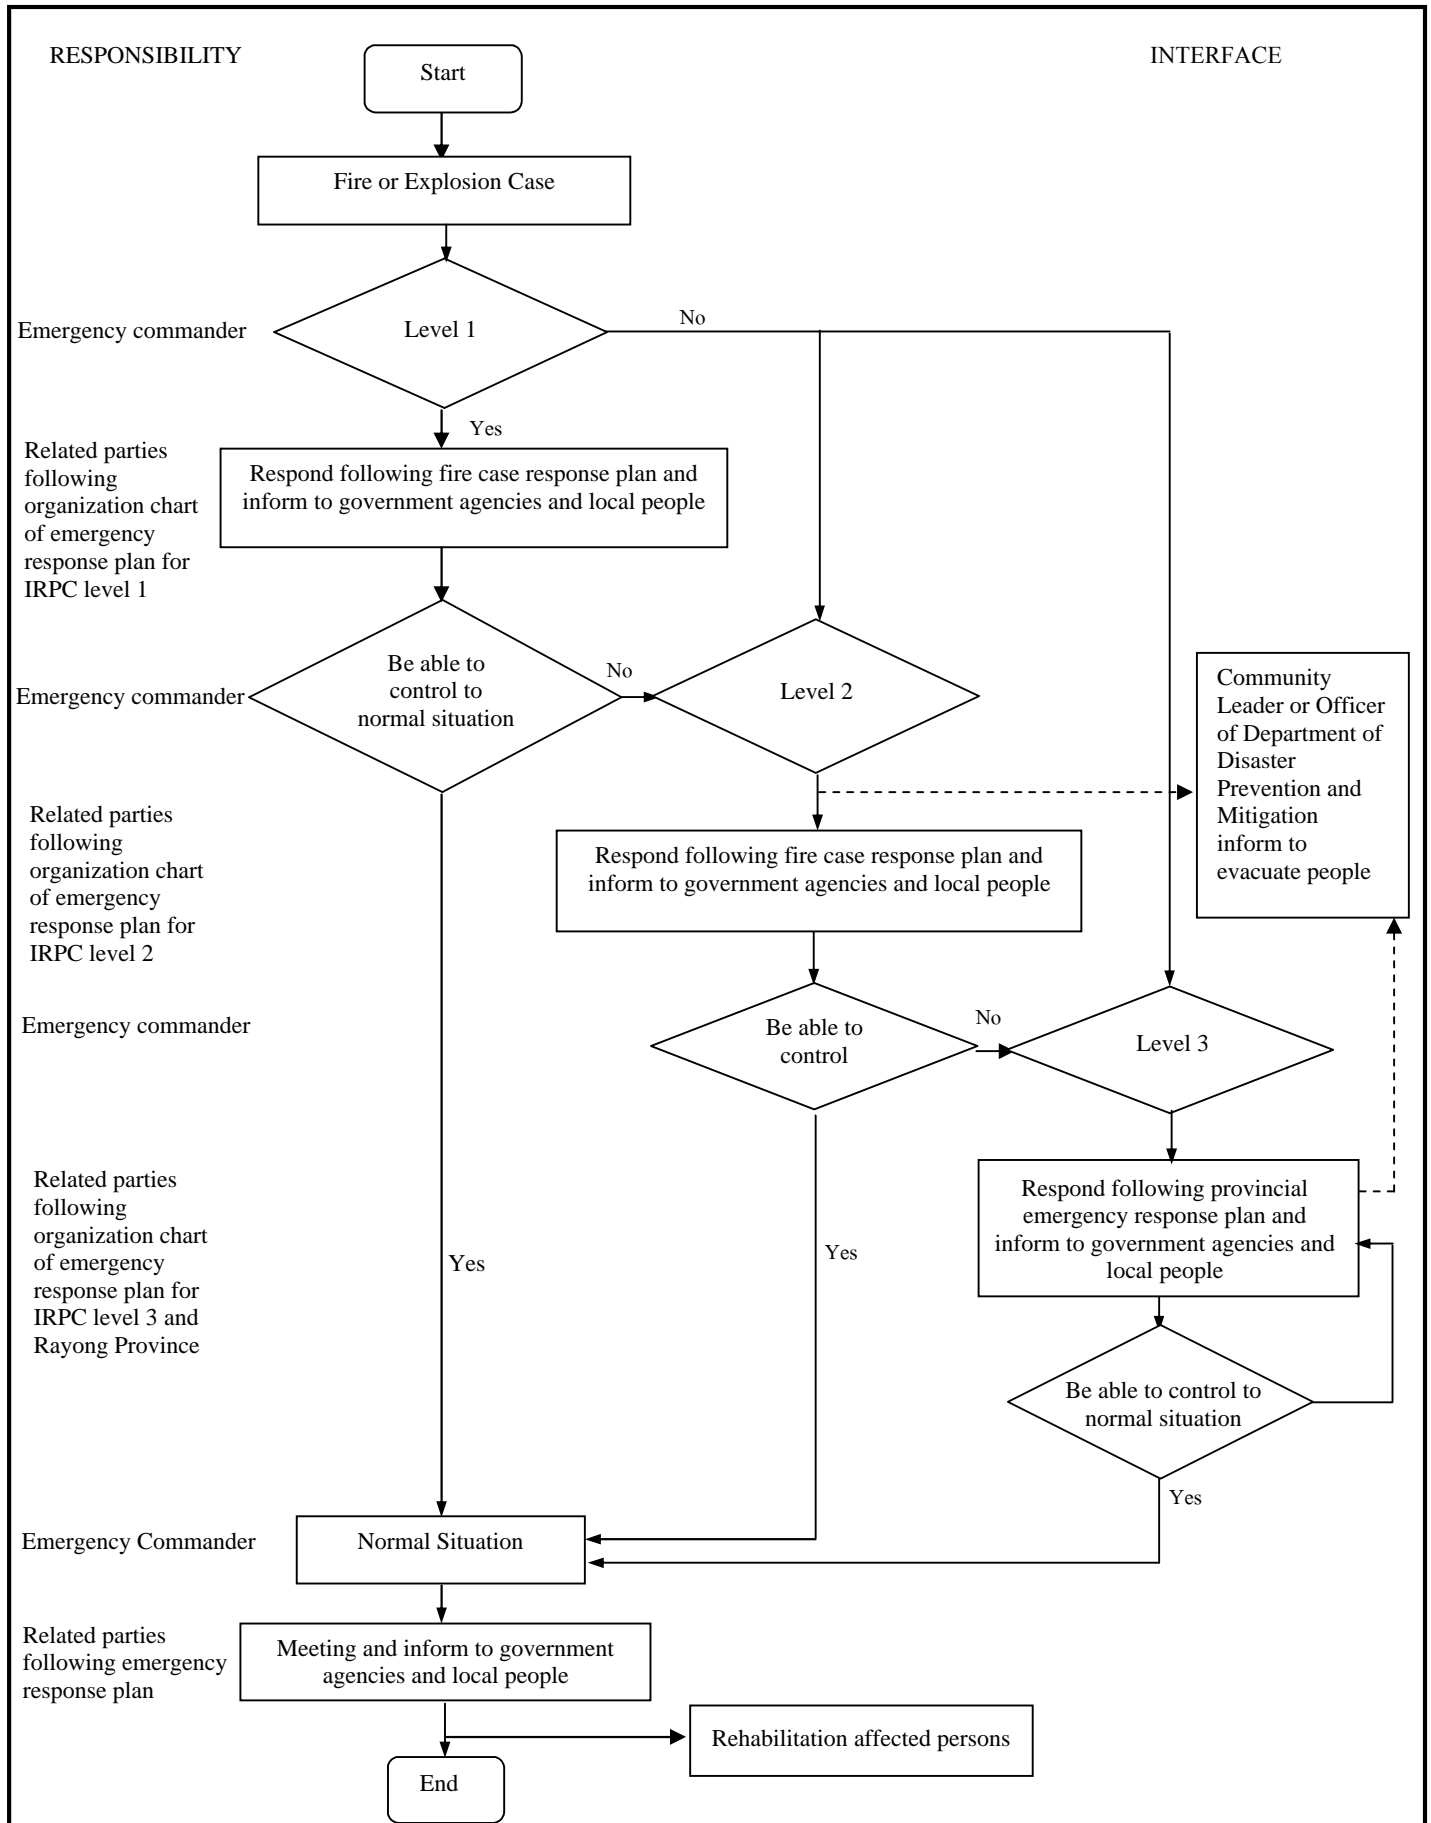 RESPONSIBILITY
Start
INTERFACE
Fire or Explosion Case
Emergency commander
Level 1
No
Yes
Related parties
following
organization chart
of emergency
response plan for
IRPC level 1
Respond following fire case response plan and
inform to government agencies and local people
Emergency commander
Be able to
control to
normal situation
No
Level 2
Community
Leader or Officer
of Department of
Disaster
Prevention and
Mitigation
inform to
evacuate people
Related parties
following
organization chart
of emergency
response plan for
IRPC level 2
Respond following fire case response plan and
inform to government agencies and local people
Emergency commander
Be able to
control
No
Level 3
Related parties
following
organization chart
of emergency
response plan for
IRPC level 3 and
Rayong Province
Yes
Yes
Respond following provincial
emergency response plan and
inform to government agencies and
local people
Be able to control to
normal situation
Yes
Emergency Commander
Normal Situation
Related parties
following emergency
response plan
Meeting and inform to government
agencies and local people
Rehabilitation affected persons
End